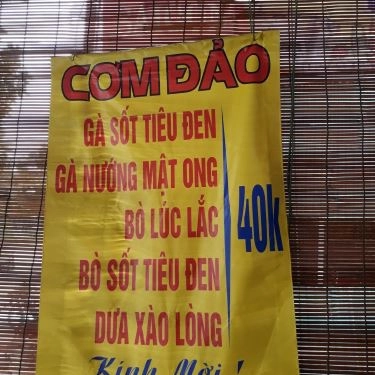 CƠM ĐẢO
GÀ SỐT TIÊU ĐEN
GÀ NƯỚNG MẬT ONG
BÒ LÚC LẮC
BÒ SỐT TIÊU ĐEN
DƯA XÀO LÒNG
40k
Kính Mời !